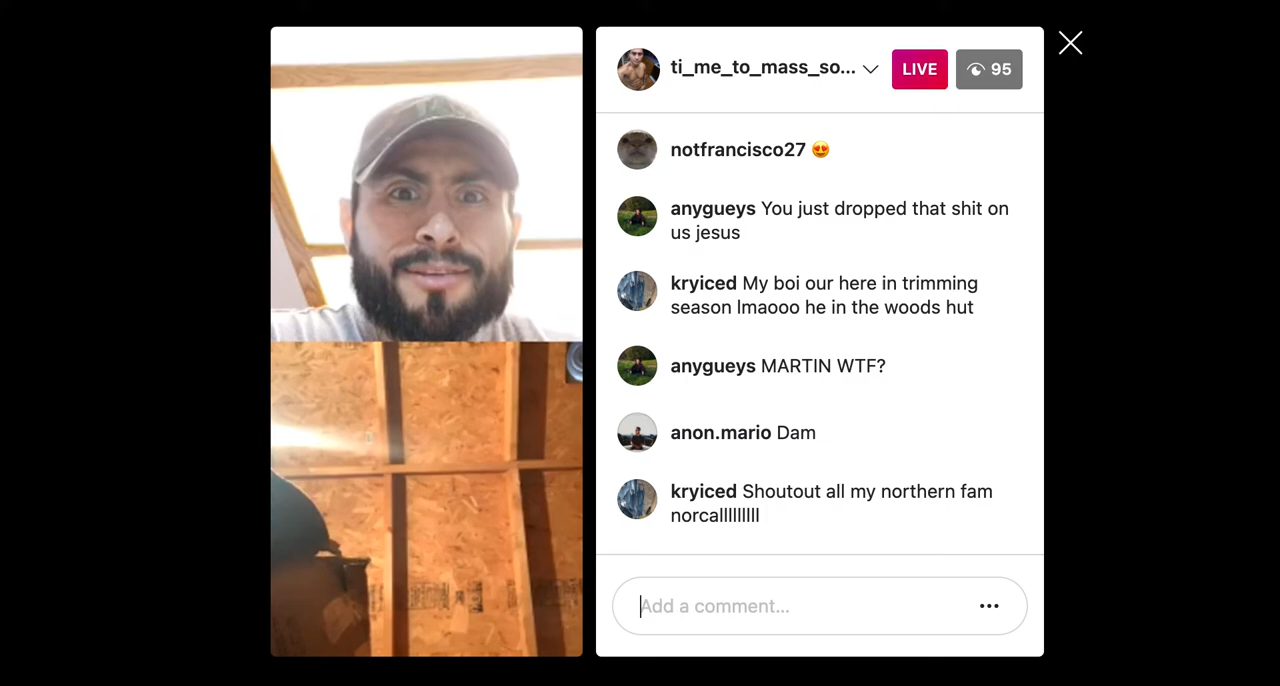 ti_me_to_mass_so... LIVE 95
notfrancisco27 😍
anygueys You just dropped that shit on
us jesus
kryiced My boi our here in trimming
season lmaooo he in the woods hut
anygueys MARTIN WTF?
anon.mario Dam
kryiced Shoutout all my northern fam
norcalllllllll
Add a comment...